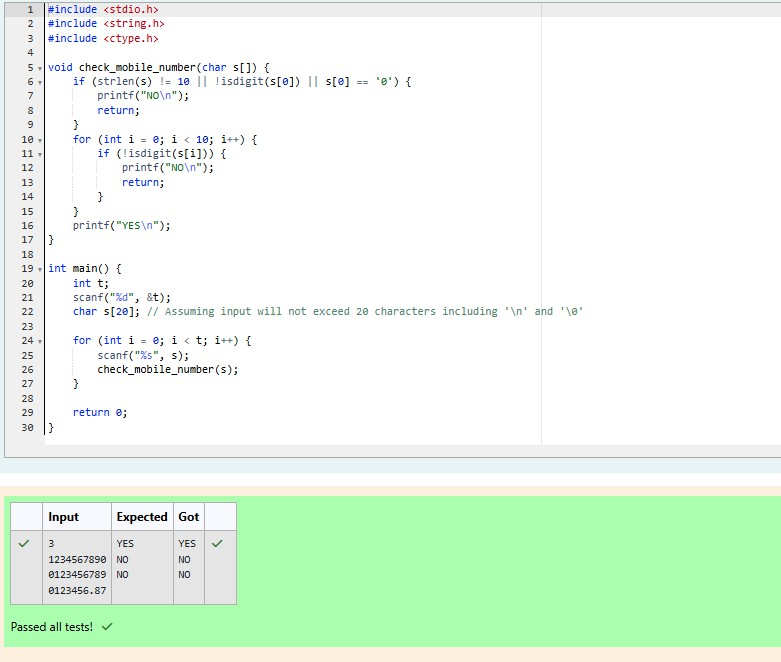 1 #include <stdio.h>
2 #include <string.h>
3 #include <ctype.h>
4
5 void check_mobile_number(char s[]) {
6     if (strlen(s) != 10 || !isdigit(s[0]) || s[0] == '0') {
7         printf("NO\n");
8         return;
9     }
10     for (int i = 0; i < 10; i++) {
11         if (!isdigit(s[i])) {
12             printf("NO\n");
13             return;
14         }
15     }
16     printf("YES\n");
17 }
18
19 int main() {
20     int t;
21     scanf("%d", &t);
22     char s[20]; // Assuming input will not exceed 20 characters including '\n' and '\0'
23
24     for (int i = 0; i < t; i++) {
25         scanf("%s", s);
26         check_mobile_number(s);
27     }
28
29     return 0;
30 }
Input Expected Got
3 YES YES
1234567890 NO NO
0123456789 NO NO
0123456.87
Passed all tests!